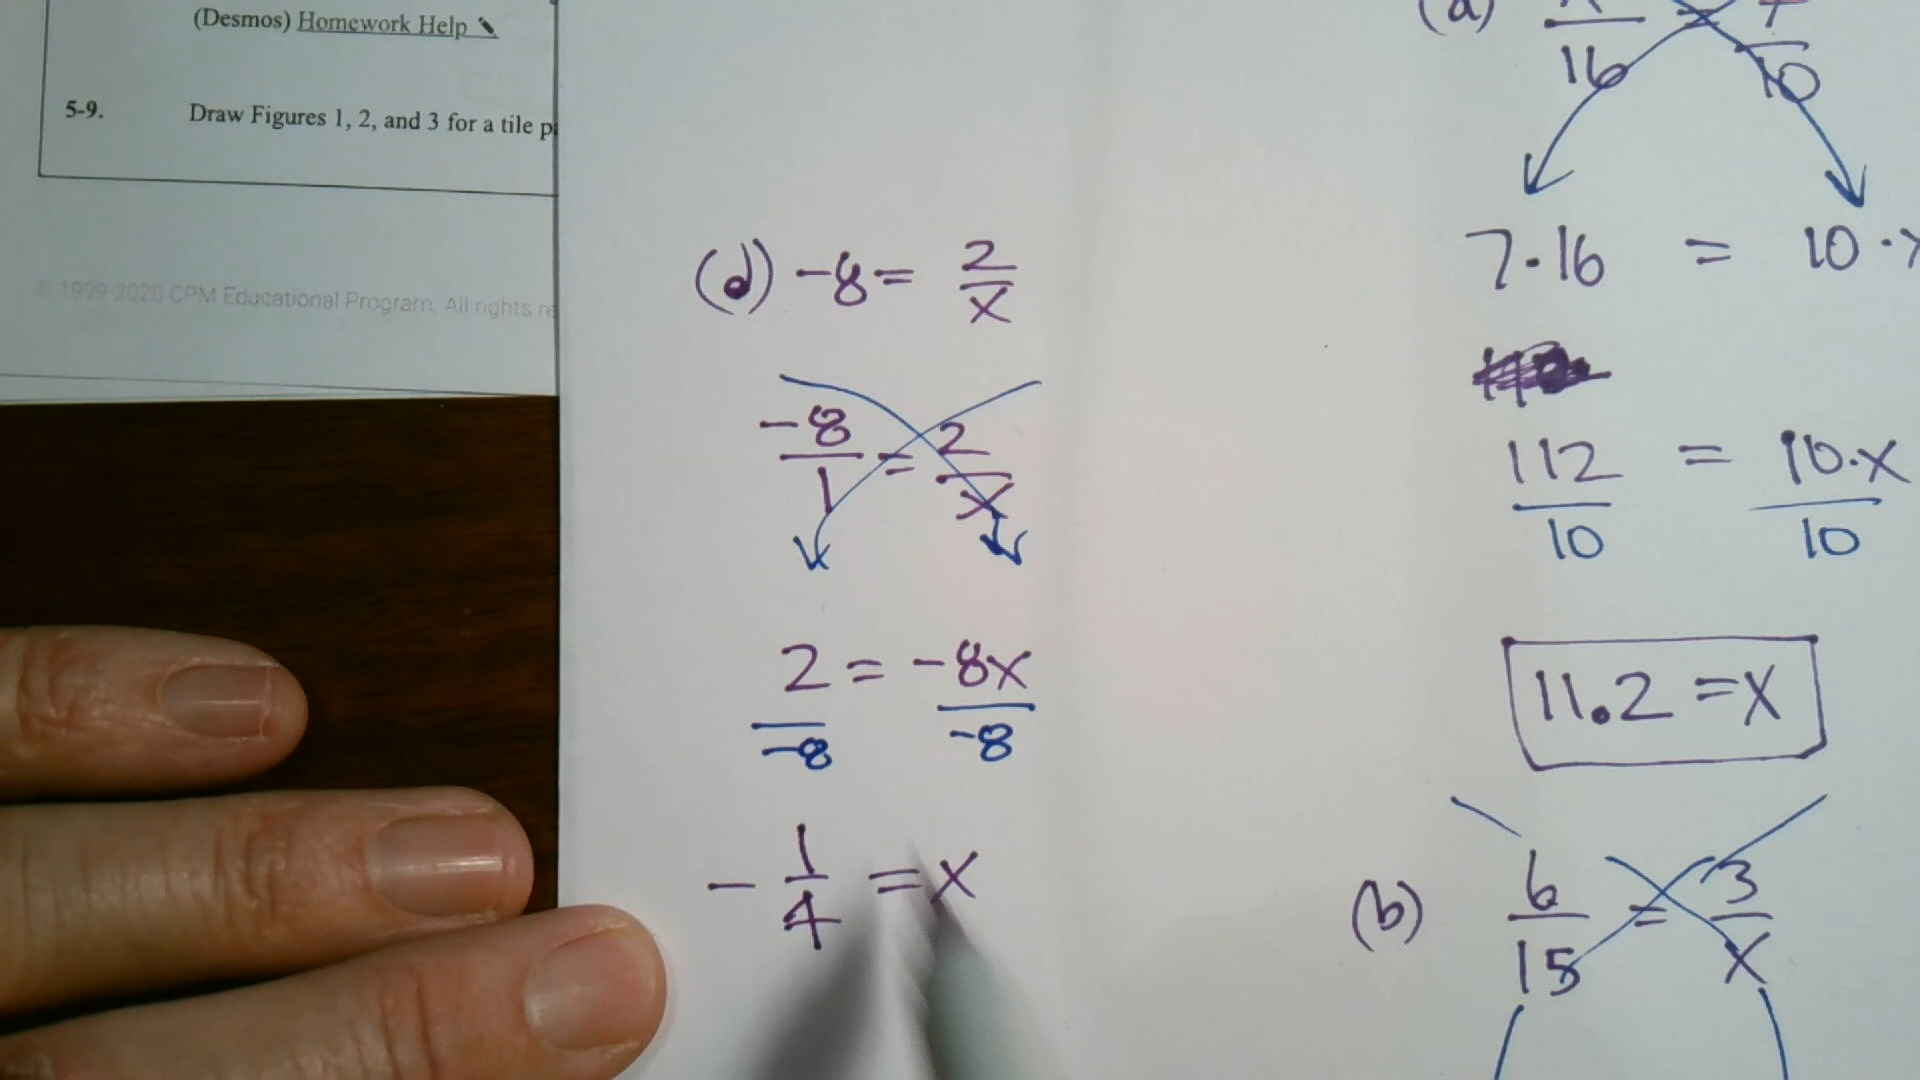 (Desmos) Homework Help ✎
5-9. Draw Figures 1, 2, and 3 for a tile
© 1999-2020 CPM Educational Program. All rights
(d) -8 = 2/x
-8/1 = 2/x
2 = -8x
-8 -8
- 1/4 = x
(a)
16 = 10
7·16 = 10·
112/10 = 10·x/10
11.2 = x
(b) 6/15 = 3/x